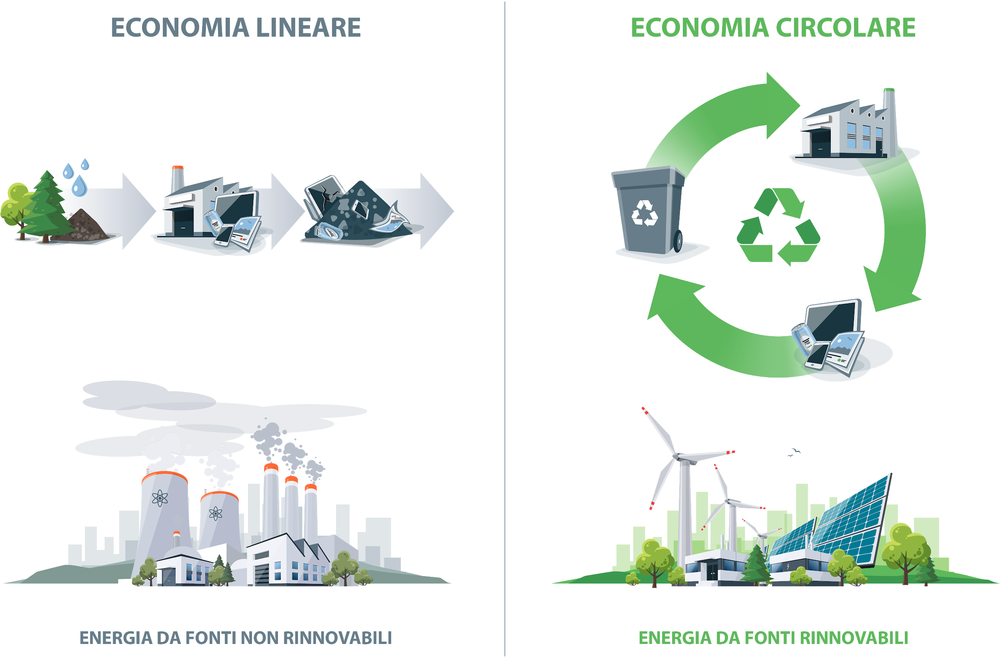 ECONOMIA LINEARE
ECONOMIA CIRCOLARE
ENERGIA DA FONTI NON RINNOVABILI
ENERGIA DA FONTI RINNOVABILI